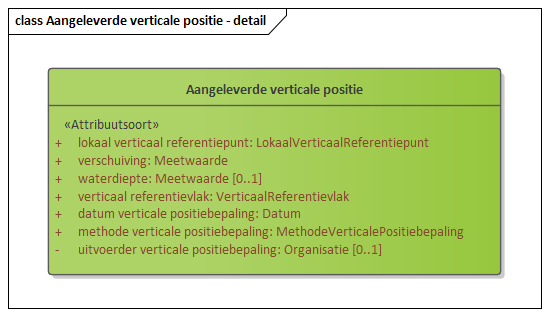 class Aangeleverde verticale positie - detail
Aangeleverde verticale positie
«Attribuutsoort»
+ lokaal verticaal referentiepunt: LokaalVerticaalReferentiepunt
+ verschuiving: Meetwaarde
+ waterdiepte: Meetwaarde [0..1]
+ verticaal referentievlak: VerticaalReferentievlak
+ datum verticale positiebepaling: Datum
+ methode verticale positiebepaling: MethodeVerticalePositiebepaling
- uitvoerder verticale positiebepaling: Organisatie [0..1]